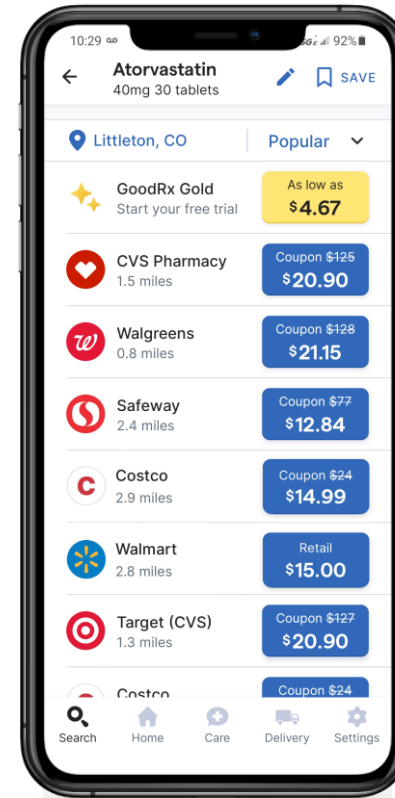 10:29
92%
Atorvastatin
40mg 30 tablets
SAVE
Littleton, CO
Popular
GoodRx Gold
Start your free trial
As low as
$4.67
CVS Pharmacy
1.5 miles
Coupon $125
$20.90
Walgreens
0.8 miles
Coupon $128
$21.15
Safeway
2.4 miles
Coupon $77
$12.84
C
Costco
2.9 miles
Coupon $24
$14.99
Walmart
2.8 miles
Retail
$15.00
Target (CVS)
1.3 miles
Coupon $127
$20.90
Costco
Coupon $24
Search
Home
Care
Delivery
Settings